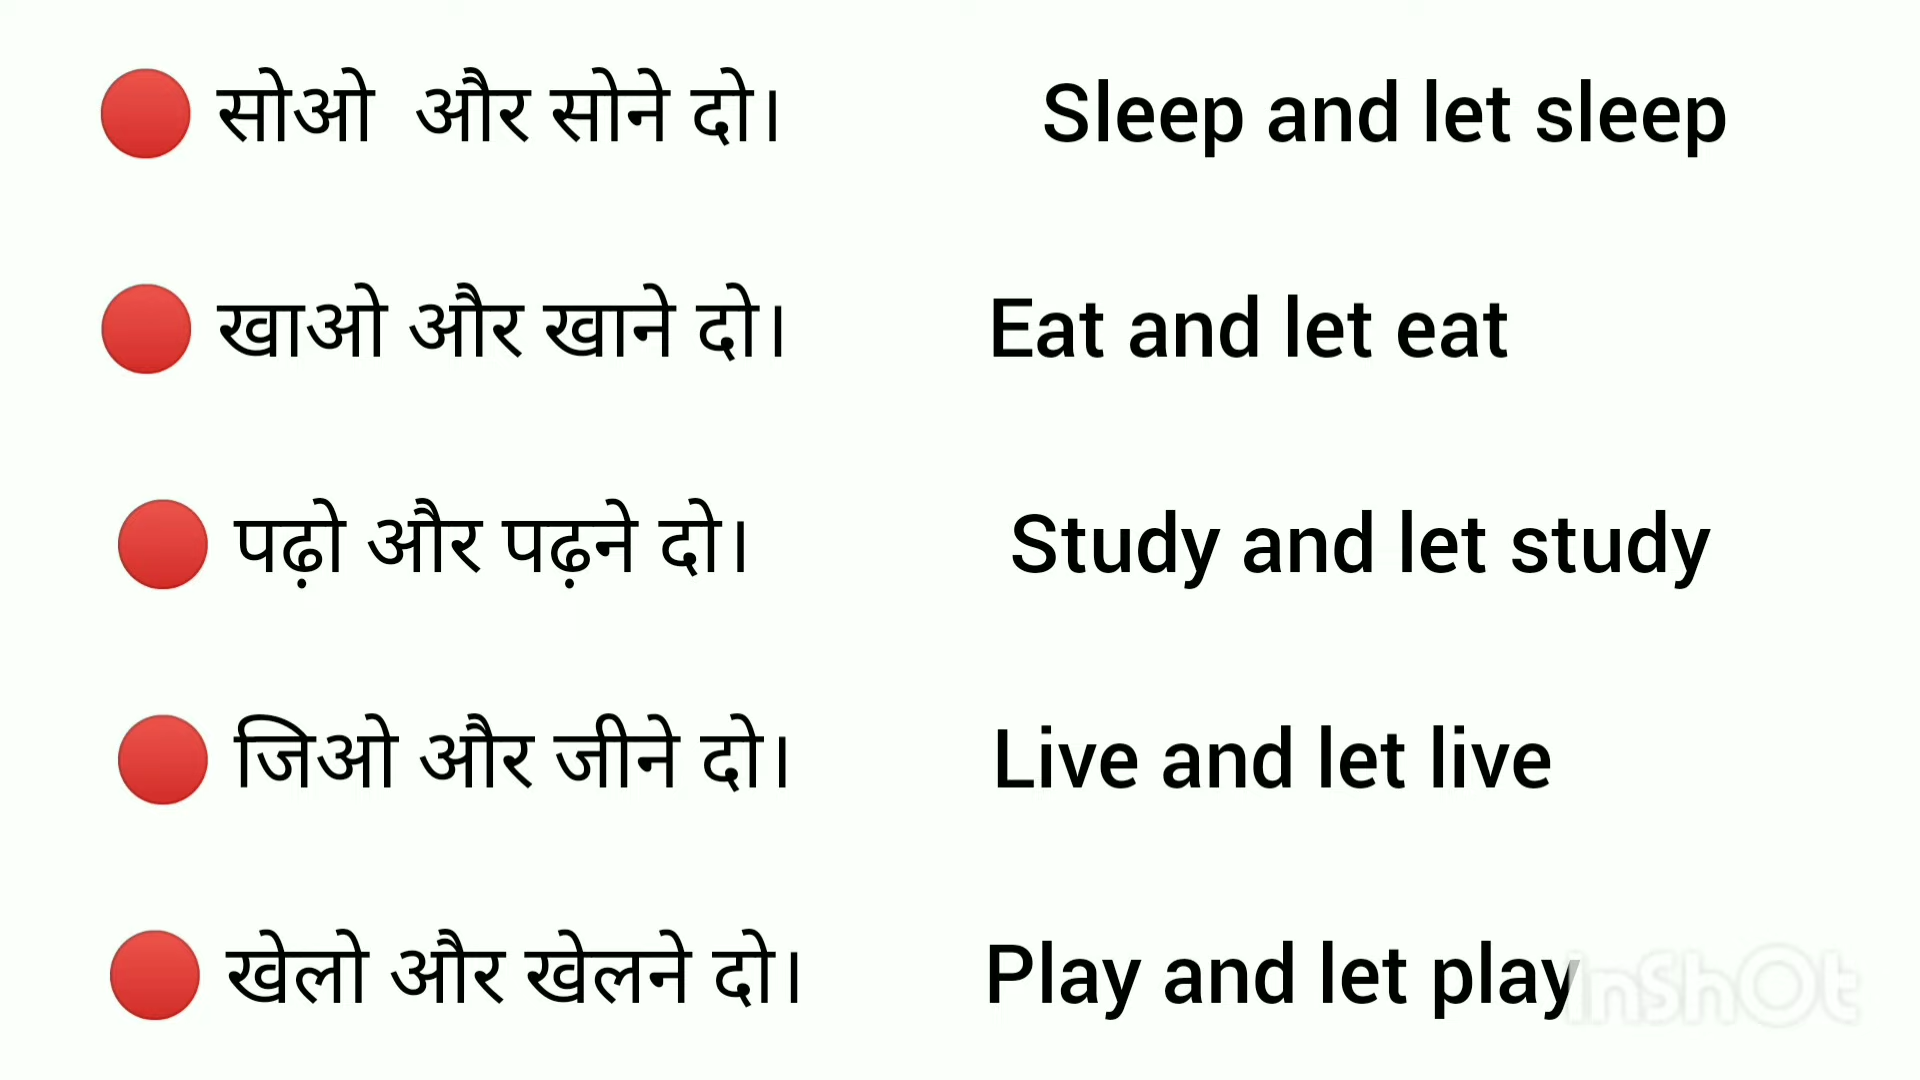 सोओ और सोने दो। Sleep and let sleep
खाओ और खाने दो। Eat and let eat
पढ़ो और पढ़ने दो। Study and let study
जिओ और जीने दो। Live and let live
खेलो और खेलने दो। Play and let play
InShOt